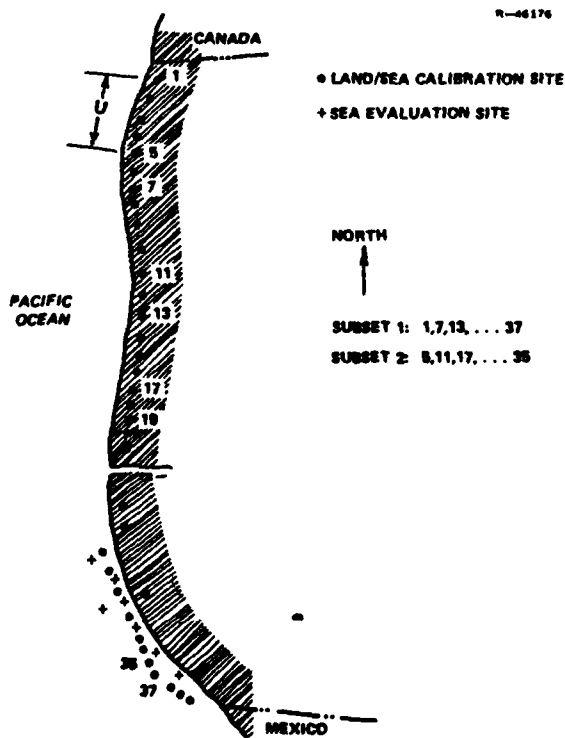 R-46176
CANADA
1
● LAND/SEA CALIBRATION SITE
+ SEA EVALUATION SITE
U
5
7
NORTH
11
PACIFIC
OCEAN
13
SUBSET 1: 1,7,13, . . . 37
SUBSET 2: 5,11,17, . . . 35
17
19
35
37
MEXICO